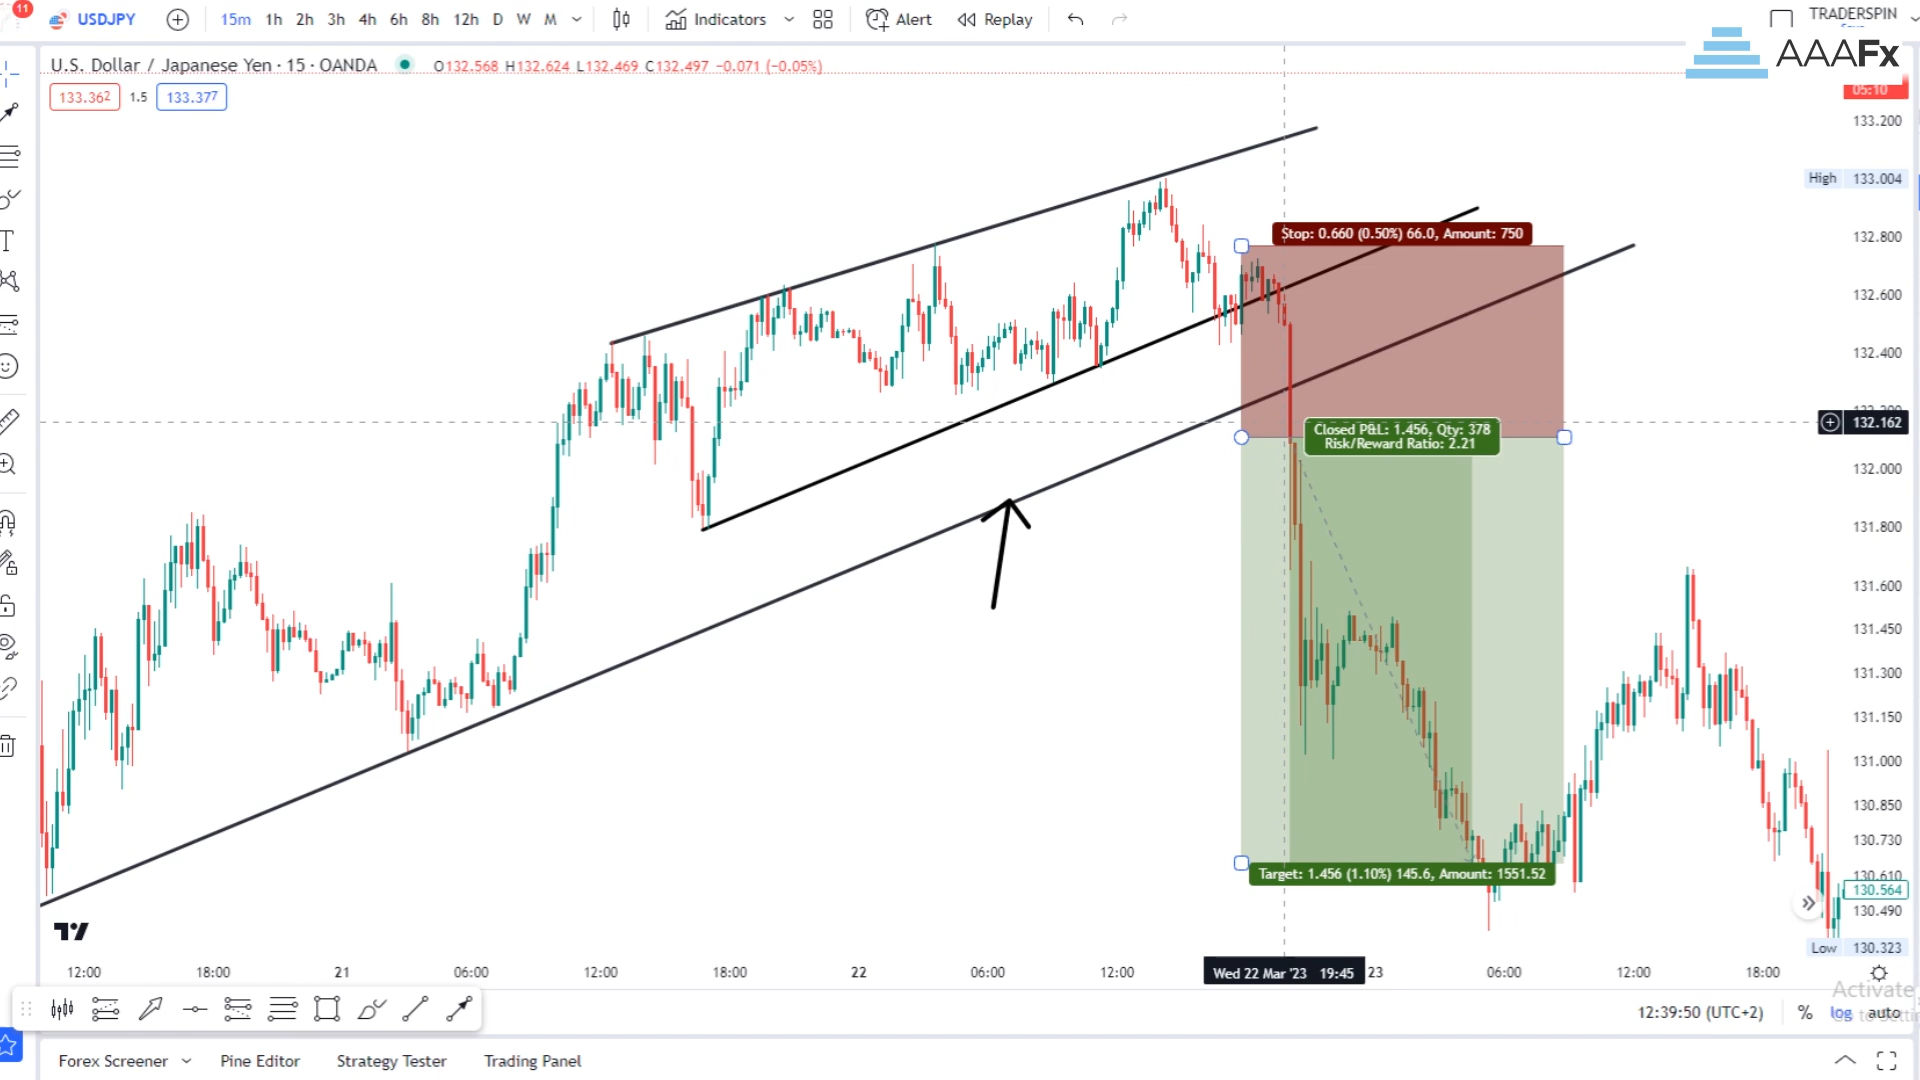 11
USDJPY
15m 1h 2h 3h 4h 6h 8h 12h D W M
Indicators
Alert
Replay
TRADERSPIN
AAAFx
U.S. Dollar / Japanese Yen · 15 · OANDA
O132.568 H132.624 L132.469 C132.497 −0.071 (−0.05%)
133.362 1.5 133.377
05:10
133.200
High 133.004
132.800
132.600
132.400
132.162
132.000
131.800
131.600
131.450
131.300
131.150
131.000
130.850
130.730
130.610
130.564
130.490
Low 130.323
Stop: 0.660 (0.50%) 66.0, Amount: 750
Closed P&L: 1.456, Qty: 378
Risk/Reward Ratio: 2.21
Target: 1.456 (1.10%) 145.6, Amount: 1551.52
12:00 18:00 21 06:00 12:00 18:00 22 06:00 12:00 Wed 22 Mar '23 19:45 23 06:00 12:00 18:00
Activate
12:39:50 (UTC+2) % log auto
Forex Screener Pine Editor Strategy Tester Trading Panel